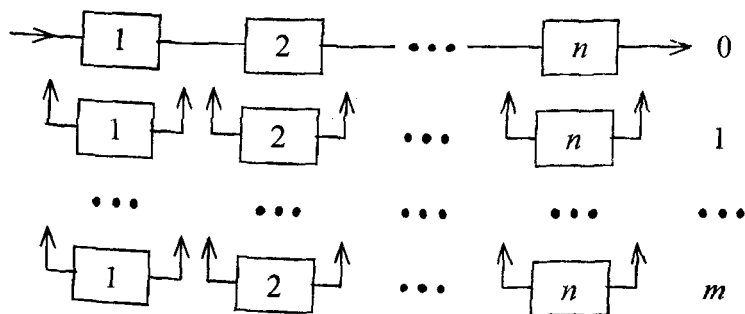 1 2 ••• n 0
1 2 ••• n 1
••• ••• ••• ••• •••
1 2 ••• n m